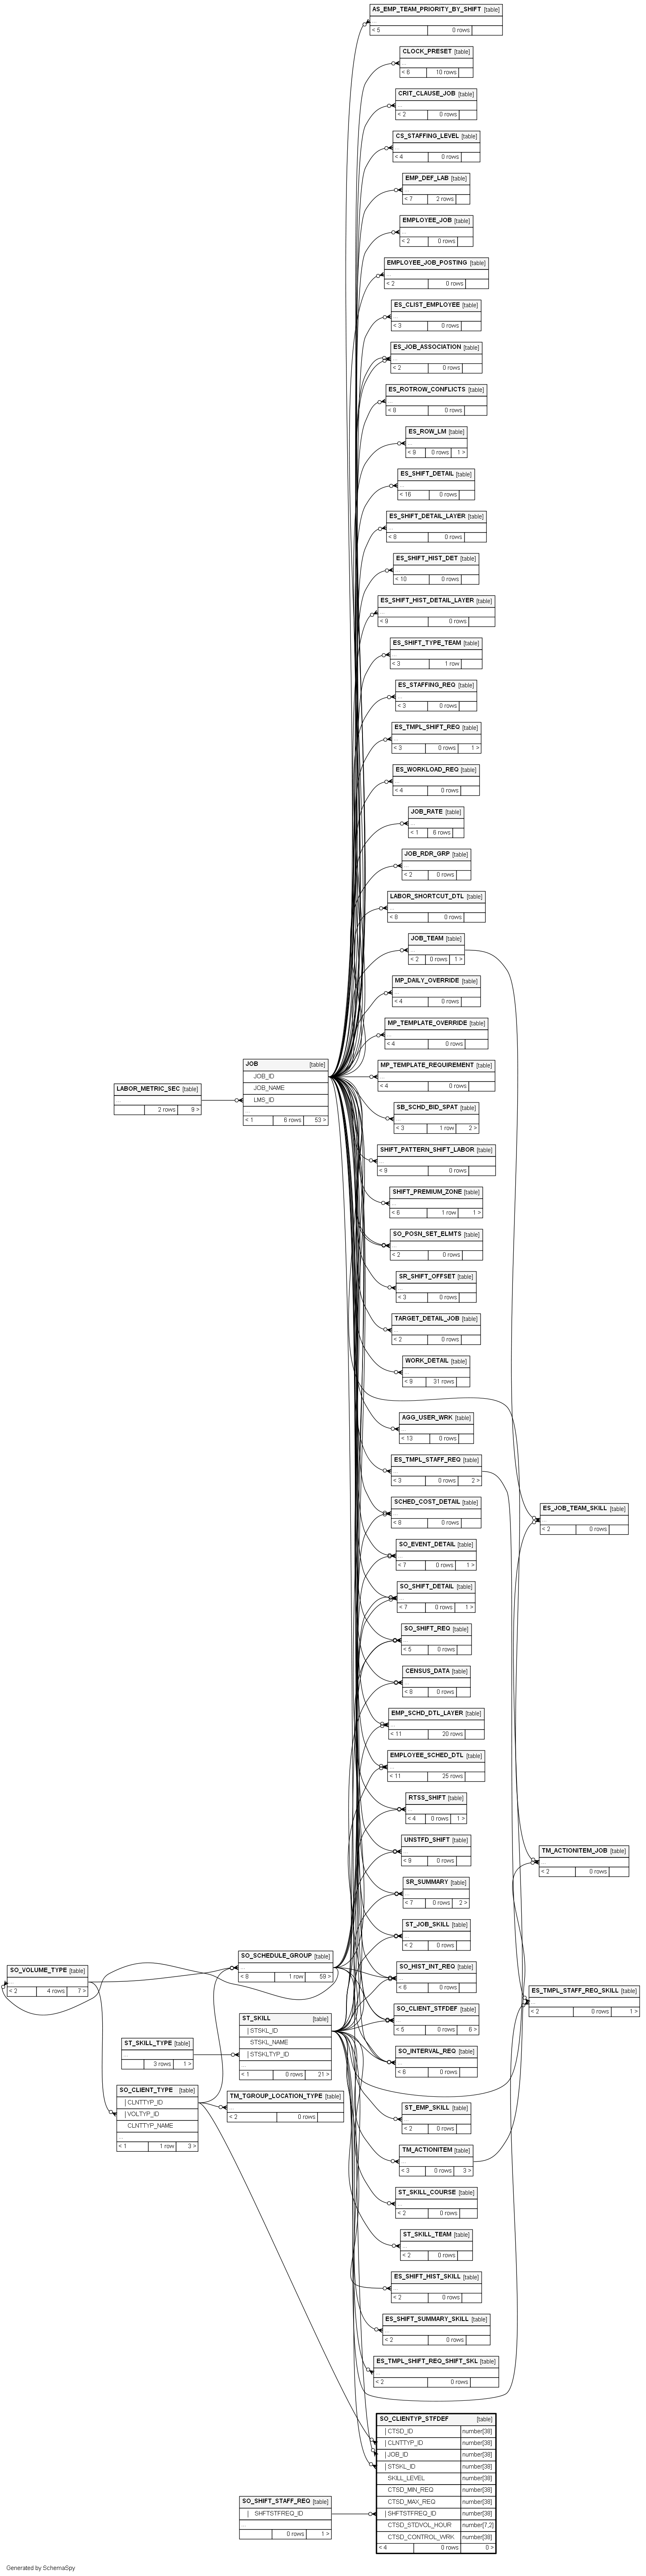 AS_EMP_TEAM_PRIORITY_BY_SHIFT [table]
...
< 5 0 rows
CLOCK_PRESET [table]
...
< 6 10 rows
CRIT_CLAUSE_JOB [table]
...
< 2 0 rows
CS_STAFFING_LEVEL [table]
...
< 4 0 rows
EMP_DEF_LAB [table]
...
< 7 2 rows
EMPLOYEE_JOB [table]
...
< 2 0 rows
EMPLOYEE_JOB_POSTING [table]
...
< 2 0 rows
ES_CLIST_EMPLOYEE [table]
...
< 3 0 rows
ES_JOB_ASSOCIATION [table]
...
< 2 0 rows
ES_ROTROW_CONFLICTS [table]
...
< 8 0 rows
ES_ROW_LM [table]
...
< 9 0 rows 1 >
ES_SHIFT_DETAIL [table]
...
< 16 0 rows
ES_SHIFT_DETAIL_LAYER [table]
...
< 8 0 rows
ES_SHIFT_HIST_DET [table]
...
< 10 0 rows
ES_SHIFT_HIST_DETAIL_LAYER [table]
...
< 9 0 rows
ES_SHIFT_TYPE_TEAM [table]
...
< 3 1 row
ES_STAFFING_REQ [table]
...
< 3 0 rows
ES_TMPL_SHIFT_REQ [table]
...
< 3 0 rows 1 >
ES_WORKLOAD_REQ [table]
...
< 4 0 rows
JOB_RATE [table]
...
< 1 6 rows
JOB_RDR_GRP [table]
...
< 2 0 rows
LABOR_SHORTCUT_DTL [table]
...
< 8 0 rows
JOB_TEAM [table]
...
< 2 0 rows 1 >
MP_DAILY_OVERRIDE [table]
...
< 4 0 rows
MP_TEMPLATE_OVERRIDE [table]
...
< 4 0 rows
MP_TEMPLATE_REQUIREMENT [table]
...
< 4 0 rows
JOB [table]
JOB_ID
JOB_NAME
LMS_ID
...
< 1 6 rows 53 >
LABOR_METRIC_SEC [table]
...
2 rows 9 >
SB_SCHD_BID_SPAT [table]
...
< 3 1 row 2 >
SHIFT_PATTERN_SHIFT_LABOR [table]
...
< 9 0 rows
SHIFT_PREMIUM_ZONE [table]
...
< 6 1 row 1 >
SO_POSN_SET_ELMTS [table]
...
< 2 0 rows
SR_SHIFT_OFFSET [table]
...
< 3 0 rows
TARGET_DETAIL_JOB [table]
...
< 2 0 rows
WORK_DETAIL [table]
...
< 9 31 rows
AGG_USER_WRK [table]
...
< 13 0 rows
ES_TMPL_STAFF_REQ [table]
...
< 3 0 rows 2 >
SCHED_COST_DETAIL [table]
...
< 8 0 rows
ES_JOB_TEAM_SKILL [table]
...
< 2 0 rows
SO_EVENT_DETAIL [table]
...
< 7 0 rows 1 >
SO_SHIFT_DETAIL [table]
...
< 7 0 rows 1 >
SO_SHIFT_REQ [table]
...
< 5 0 rows
CENSUS_DATA [table]
...
< 8 0 rows
EMP_SCHD_DTL_LAYER [table]
...
< 11 20 rows
EMPLOYEE_SCHED_DTL [table]
...
< 11 25 rows
RTSS_SHIFT [table]
...
< 4 0 rows 1 >
UNSTFD_SHIFT [table]
...
< 9 0 rows
TM_ACTIONITEM_JOB [table]
...
< 2 0 rows
SR_SUMMARY [table]
...
< 7 0 rows 2 >
ST_JOB_SKILL [table]
...
< 2 0 rows
SO_HIST_INT_REQ [table]
...
< 6 0 rows
SO_SCHEDULE_GROUP [table]
...
< 8 1 row 59 >
SO_VOLUME_TYPE [table]
...
< 2 4 rows 7 >
ES_TMPL_STAFF_REQ_SKILL [table]
...
< 2 0 rows 1 >
SO_CLIENT_STFDEF [table]
...
< 5 0 rows 6 >
ST_SKILL [table]
STSKL_ID
STSKL_NAME
STSKLTYP_ID
...
< 1 0 rows 21 >
ST_SKILL_TYPE [table]
...
3 rows 1 >
SO_INTERVAL_REQ [table]
...
< 6 0 rows
SO_CLIENT_TYPE [table]
CLNTTYP_ID
VOLTYP_ID
CLNTTYP_NAME
...
< 1 1 row 3 >
TM_TGROUP_LOCATION_TYPE [table]
...
< 2 0 rows
ST_EMP_SKILL [table]
...
< 2 0 rows
TM_ACTIONITEM [table]
...
< 3 0 rows 3 >
ST_SKILL_COURSE [table]
...
< 2 0 rows
ST_SKILL_TEAM [table]
...
< 2 0 rows
ES_SHIFT_HIST_SKILL [table]
...
< 2 0 rows
ES_SHIFT_SUMMARY_SKILL [table]
...
< 2 0 rows
ES_TMPL_SHIFT_REQ_SHIFT_SKL [table]
...
< 2 0 rows
SO_CLIENTYP_STFDEF [table]
CTSD_ID number[38]
CLNTTYP_ID number[38]
JOB_ID number[38]
STSKL_ID number[38]
SKILL_LEVEL number[38]
CTSD_MIN_REQ number[38]
CTSD_MAX_REQ number[38]
SHFTSTFREQ_ID number[38]
CTSD_STDVOL_HOUR number[7,2]
CTSD_CONTROL_WRK number[38]
< 4 0 rows 0 >
SO_SHIFT_STAFF_REQ [table]
SHFTSTFREQ_ID
...
0 rows 1 >
Generated by SchemaSpy